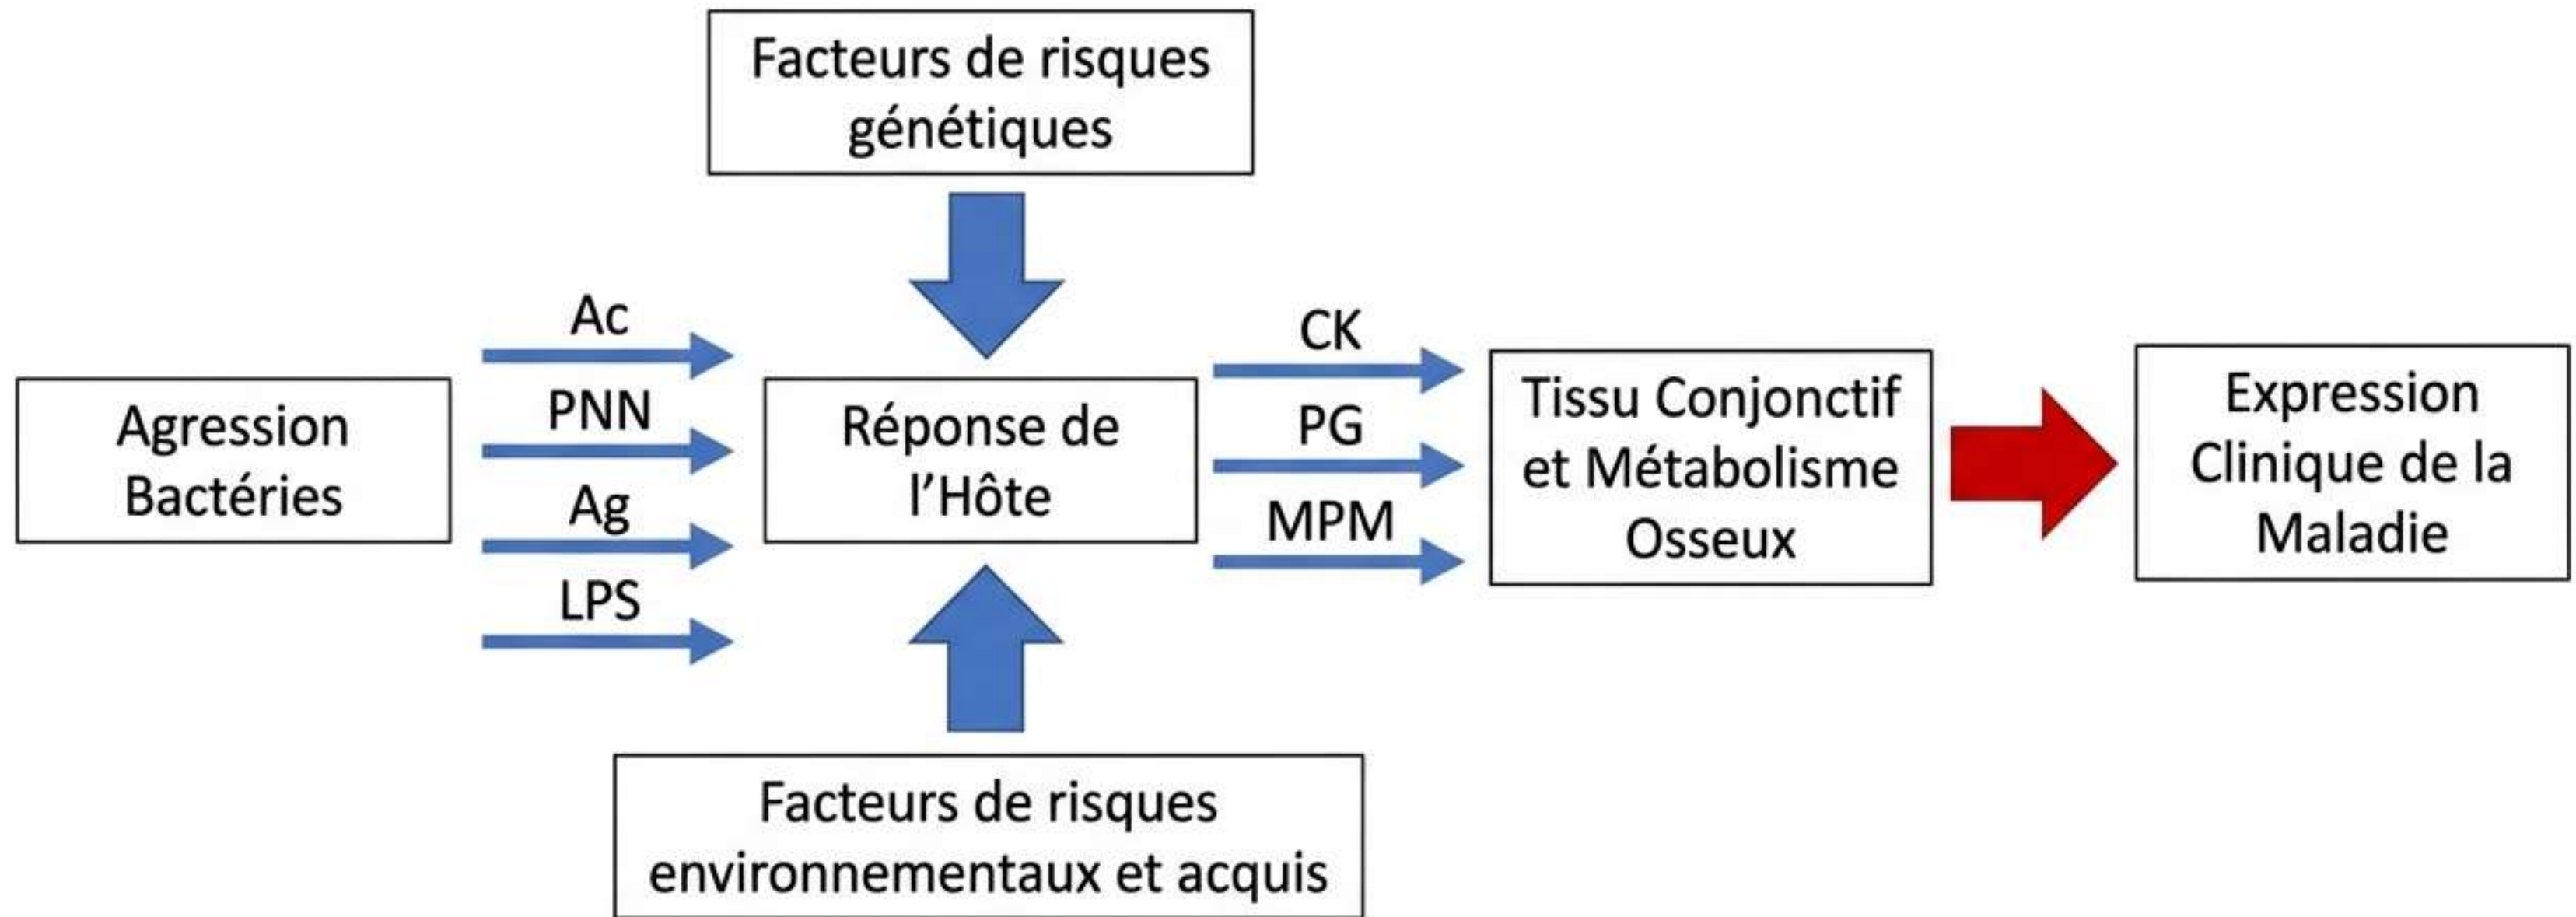 Facteurs de risques
génétiques
Agression
Bactéries
Ac
PNN
Ag
LPS
Réponse de
l'Hôte
CK
PG
MPM
Tissu Conjonctif
et Métabolisme
Osseux
Expression
Clinique de la
Maladie
Facteurs de risques
environnementaux et acquis